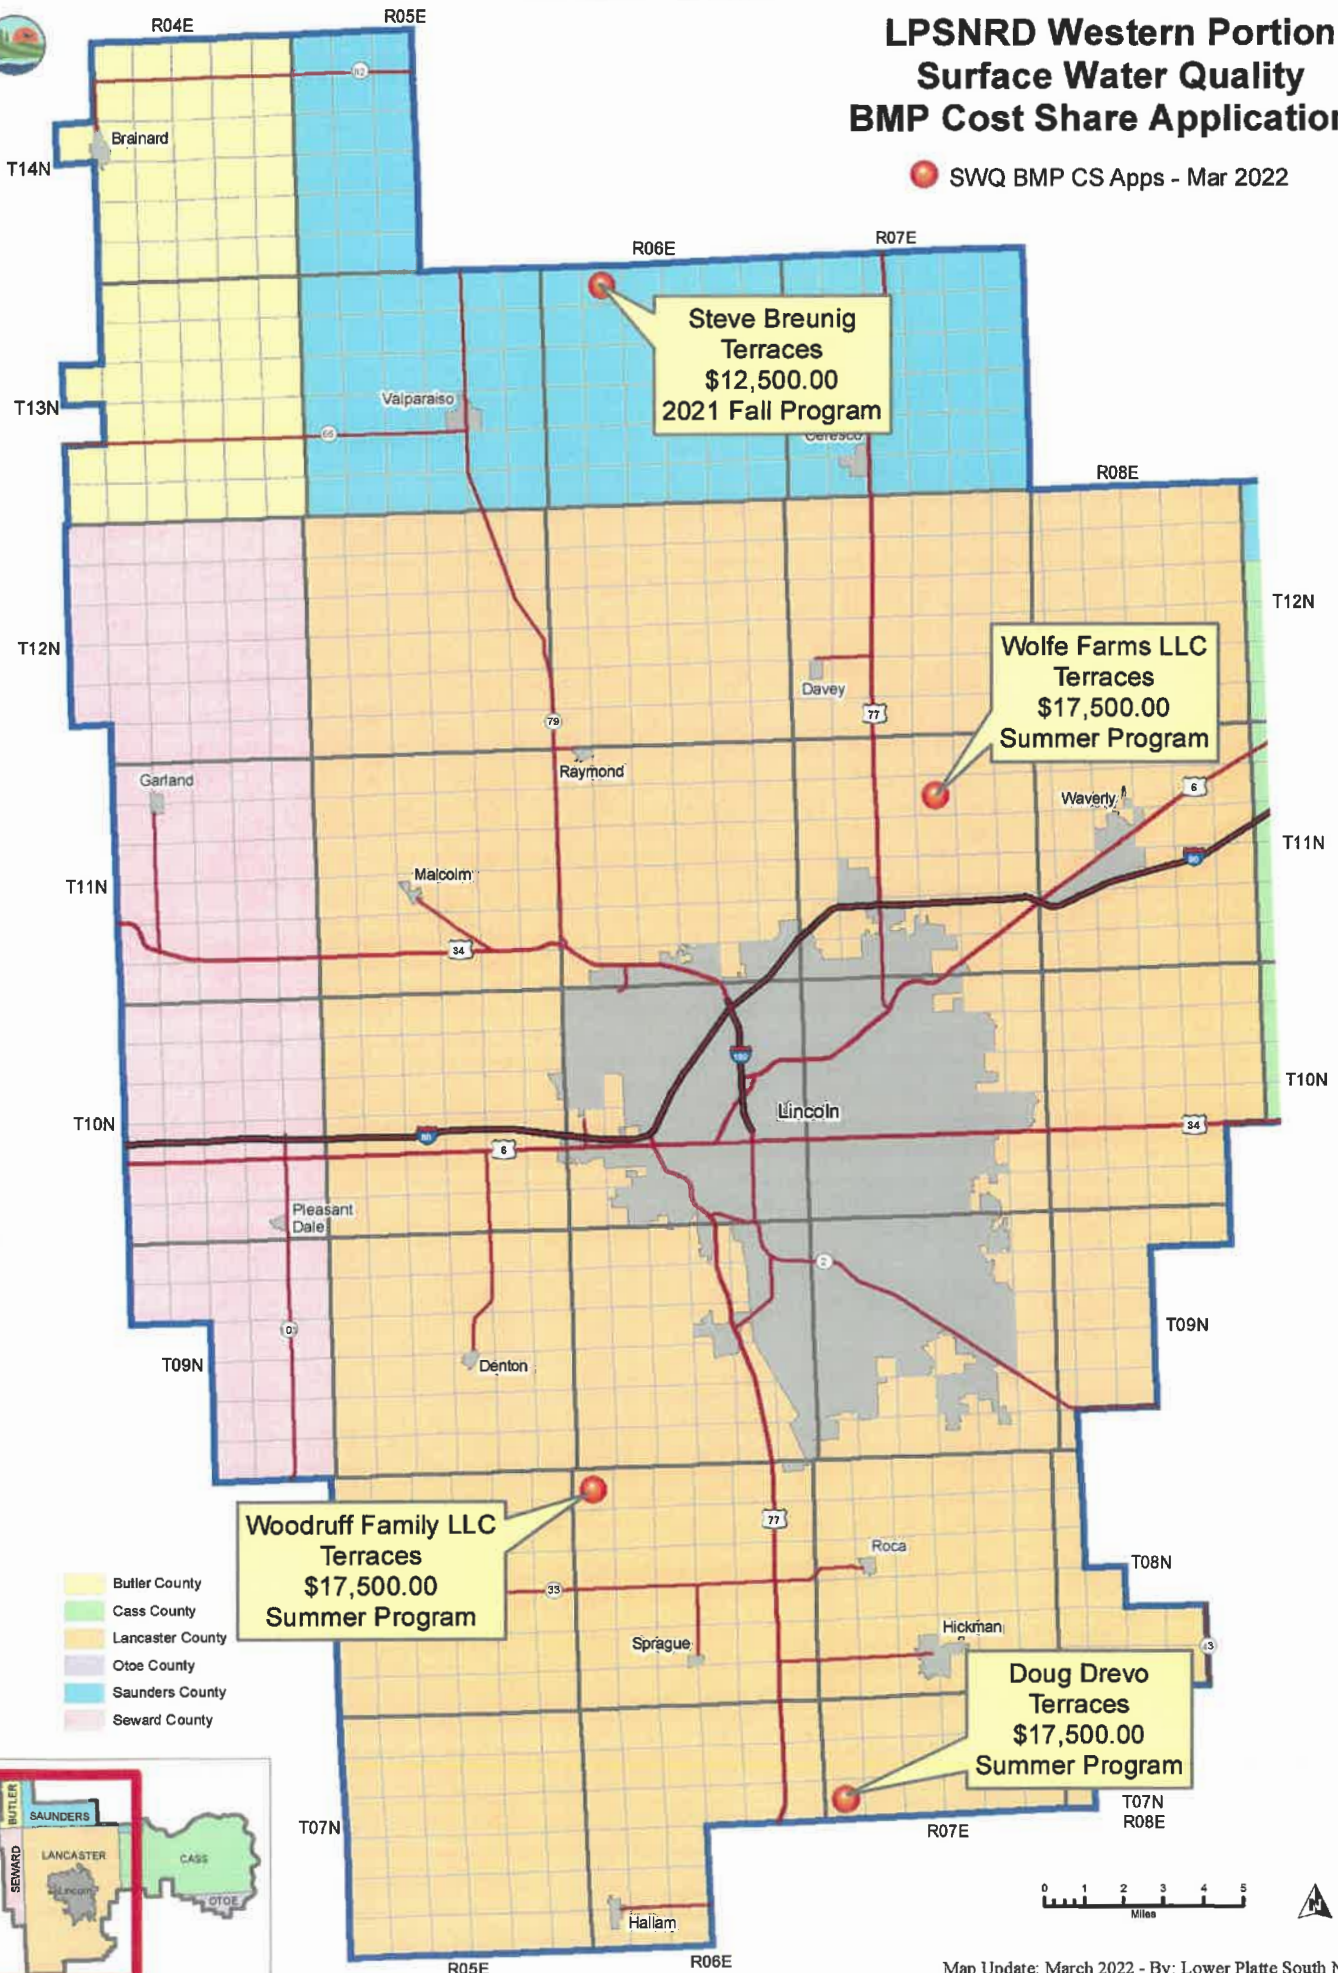 LPSNRD Western Portion
Surface Water Quality
BMP Cost Share Application
SWQ BMP CS Apps - Mar 2022
R04E
R05E
T14N
Brainard
R06E
R07E
Steve Breunig
Terraces
$12,500.00
2021 Fall Program
T13N
Valparaiso
66
Ceresco
R08E
T12N
T12N
Wolfe Farms LLC
Terraces
$17,500.00
Summer Program
Davey
79
77
Raymond
Garland
Waverly
6
T11N
80
T11N
Malcolm
34
180
T10N
T10N
Lincoln
34
80
6
Pleasant
Dale
2
T09N
T09N
Denton
Woodruff Family LLC
Terraces
$17,500.00
Summer Program
77
Roca
T08N
33
Sprague
Hickman
Doug Drevo
Terraces
$17,500.00
Summer Program
Butler County
Cass County
Lancaster County
Otoe County
Saunders County
Seward County
T07N
R07E
T07N
R08E
Hallam
R05E
R06E
BUTLER
SAUNDERS
SEWARD
LANCASTER
Lincoln
CASS
OTOE
0 1 2 3 4 5
Miles
N
Map Update: March 2022 - By: Lower Platte South N